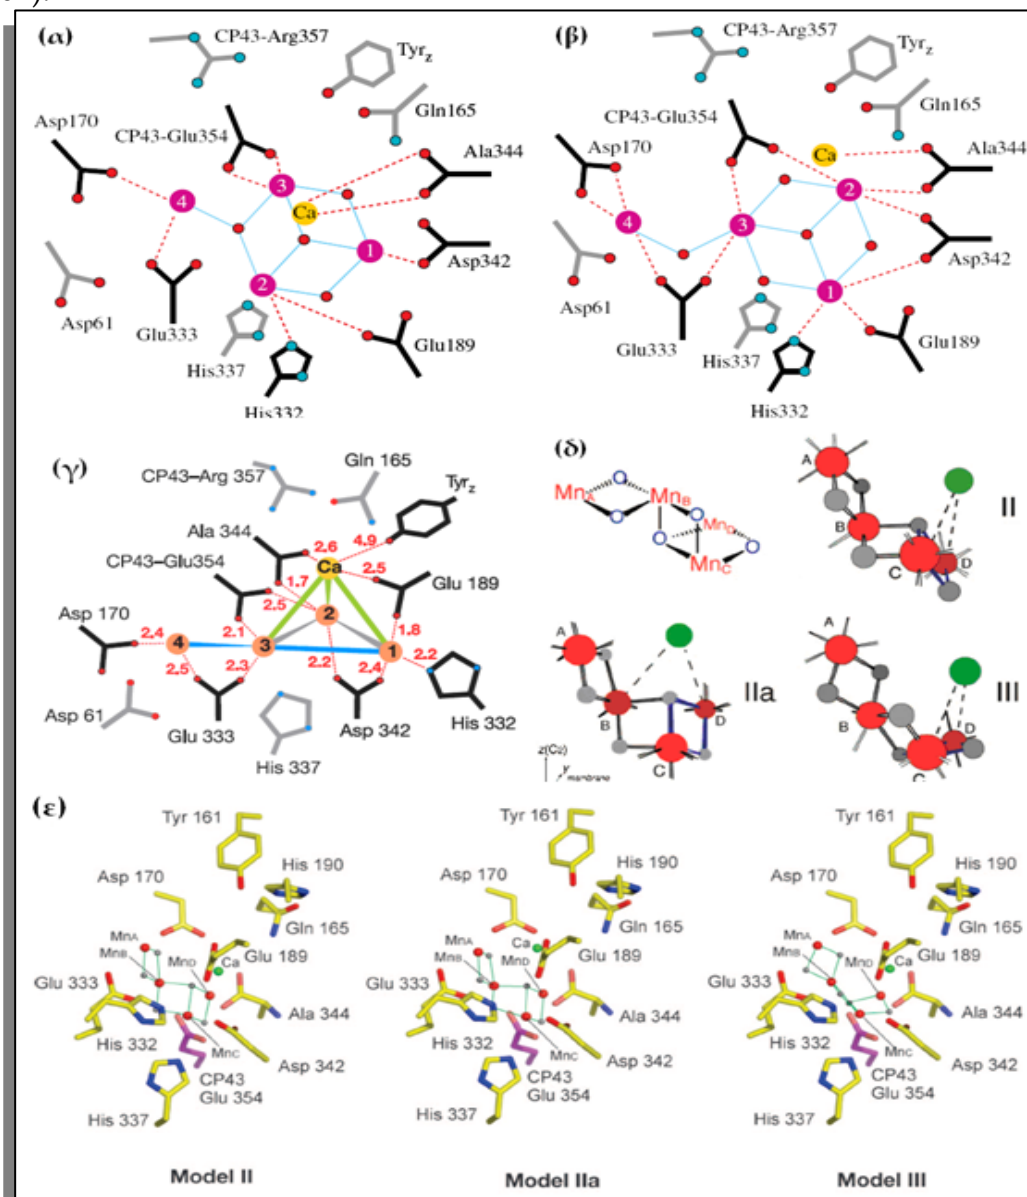 (α)
CP43-Arg357
Tyrz
Gln165
Asp170
CP43-Glu354
Ala344
3
4
Ca
1
Asp342
2
Asp61
Glu333
His337
Glu189
His332
(β)
CP43-Arg357
Tyrz
Gln165
CP43-Glu354
Asp170
Ala344
Ca
2
4
3
Asp342
1
Asp61
Glu333
His337
Glu189
His332
(γ)
CP43–Arg 357
Gln 165
Tyrz
Ala 344
2.6
4.9
CP43–Glu354
Ca
2.5
1.7
Glu 189
2.5
Asp 170
2
2.4
2.1
1.8
4
3
1
2.2
2.5
2.3
2.2
2.4
Asp 61
Glu 333
His 337
Asp 342
His 332
(δ)
MnA
O
MnB
O
O
O
MnD
O
MnC
A
B
C
D
II
A
B
C
D
IIa
z(C2)
y
membrane
A
B
C
D
III
(ε)
Tyr 161
His 190
Asp 170
Gln 165
MnA
MnB
MnD
Glu 189
Ca
Glu 333
Ala 344
His 332
MnC
Asp 342
CP43
Glu 354
His 337
Model II
Tyr 161
His 190
Asp 170
Gln 165
MnA
Ca
MnB
MnD
Glu 189
Glu 333
Ala 344
His 332
MnC
Asp 342
CP43
Glu 354
His 337
Model IIa
Tyr 161
His 190
Asp 170
Gln 165
MnA
MnB
MnD
Glu 189
Ca
Glu 333
Ala 344
His 332
MnC
Asp 342
CP43
Glu 354
His 337
Model III